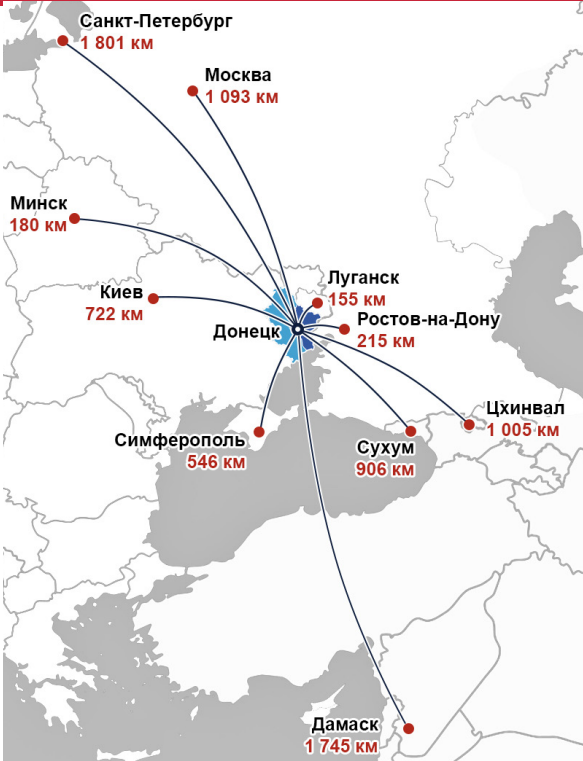 Санкт-Петербург
1 801 км
Москва
1 093 км
Минск
180 км
Киев
722 км
Луганск
155 км
Ростов-на-Дону
215 км
Донецк
Цхинвал
1 005 км
Симферополь
546 км
Сухум
906 км
Дамаск
1 745 км